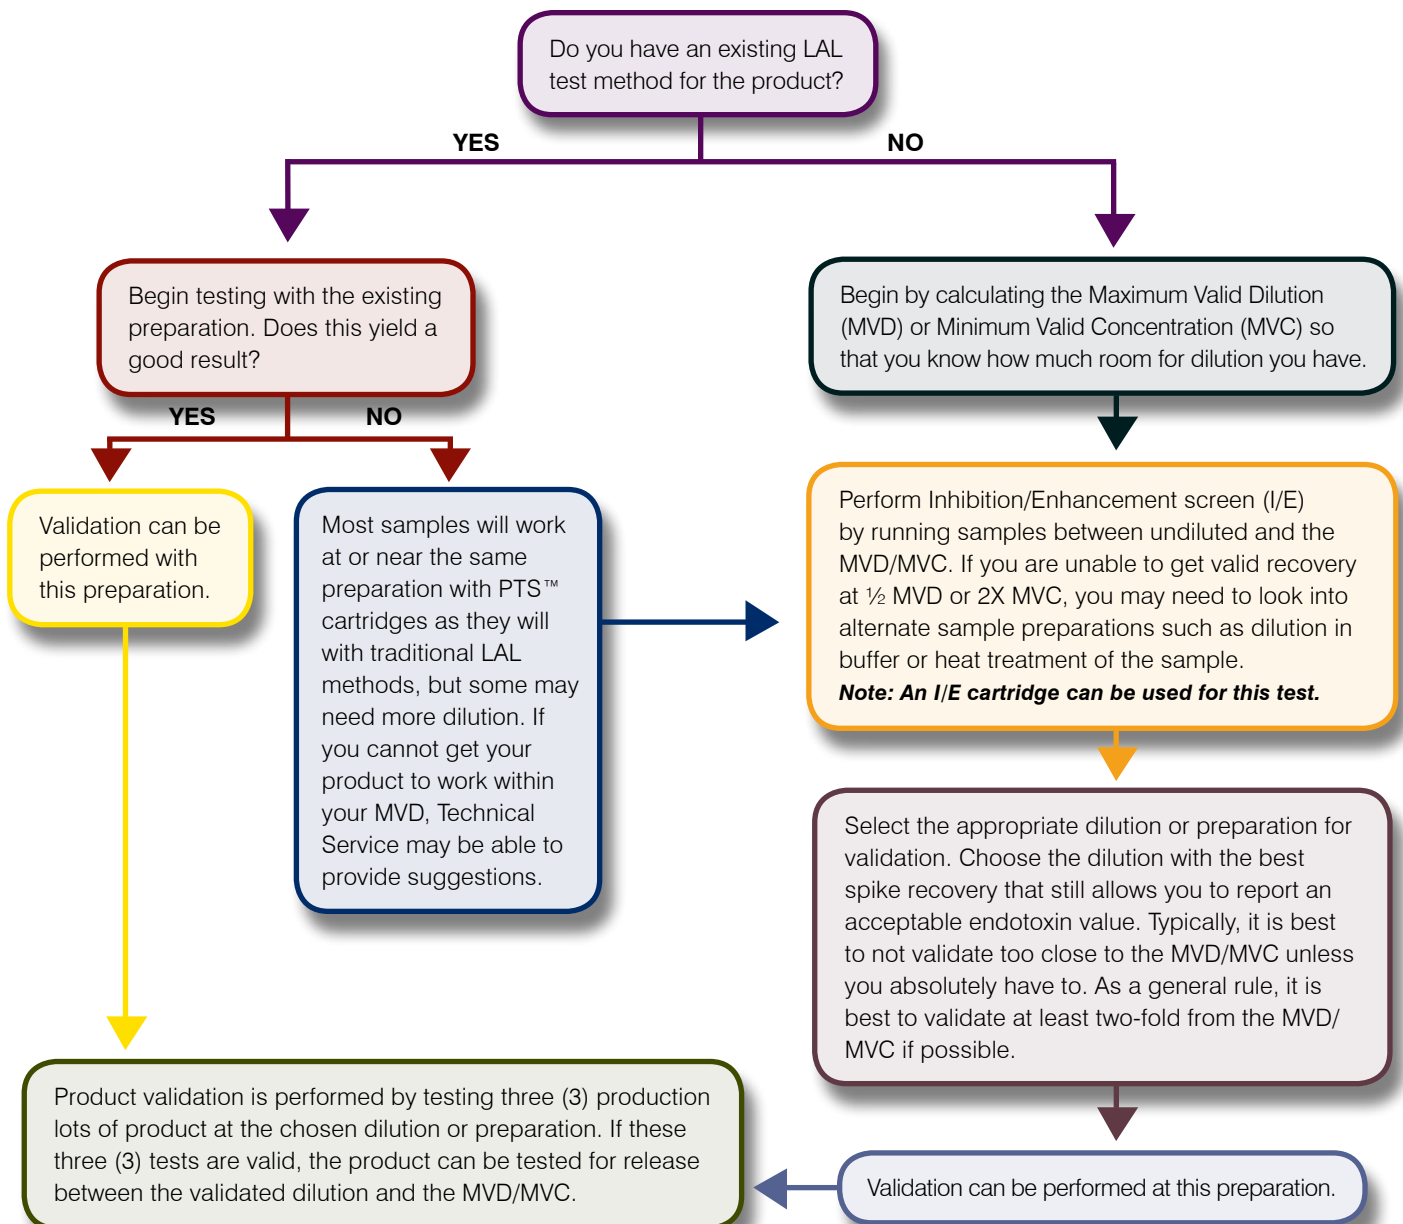 Do you have an existing LAL
test method for the product?
YES
NO
Begin testing with the existing
preparation. Does this yield a
good result?
YES
NO
Validation can be
performed with
this preparation.
Most samples will work
at or near the same
preparation with PTS™
cartridges as they will
with traditional LAL
methods, but some may
need more dilution. If
you cannot get your
product to work within
your MVD, Technical
Service may be able to
provide suggestions.
Begin by calculating the Maximum Valid Dilution
(MVD) or Minimum Valid Concentration (MVC) so
that you know how much room for dilution you have.
Perform Inhibition/Enhancement screen (I/E)
by running samples between undiluted and the
MVD/MVC. If you are unable to get valid recovery
at ½ MVD or 2X MVC, you may need to look into
alternate sample preparations such as dilution in
buffer or heat treatment of the sample.
Note: An I/E cartridge can be used for this test.
Select the appropriate dilution or preparation for
validation. Choose the dilution with the best
spike recovery that still allows you to report an
acceptable endotoxin value. Typically, it is best
to not validate too close to the MVD/MVC unless
you absolutely have to. As a general rule, it is
best to validate at least two-fold from the MVD/
MVC if possible.
Validation can be performed at this preparation.
Product validation is performed by testing three (3) production
lots of product at the chosen dilution or preparation. If these
three (3) tests are valid, the product can be tested for release
between the validated dilution and the MVD/MVC.